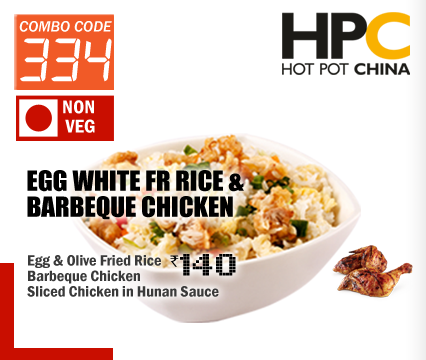 COMBO CODE
334
NON
VEG
HPC
HOT POT CHINA
EGG WHITE FR RICE &
BARBEQUE CHICKEN
Egg & Olive Fried Rice ₹140
Barbeque Chicken
Sliced Chicken in Hunan Sauce